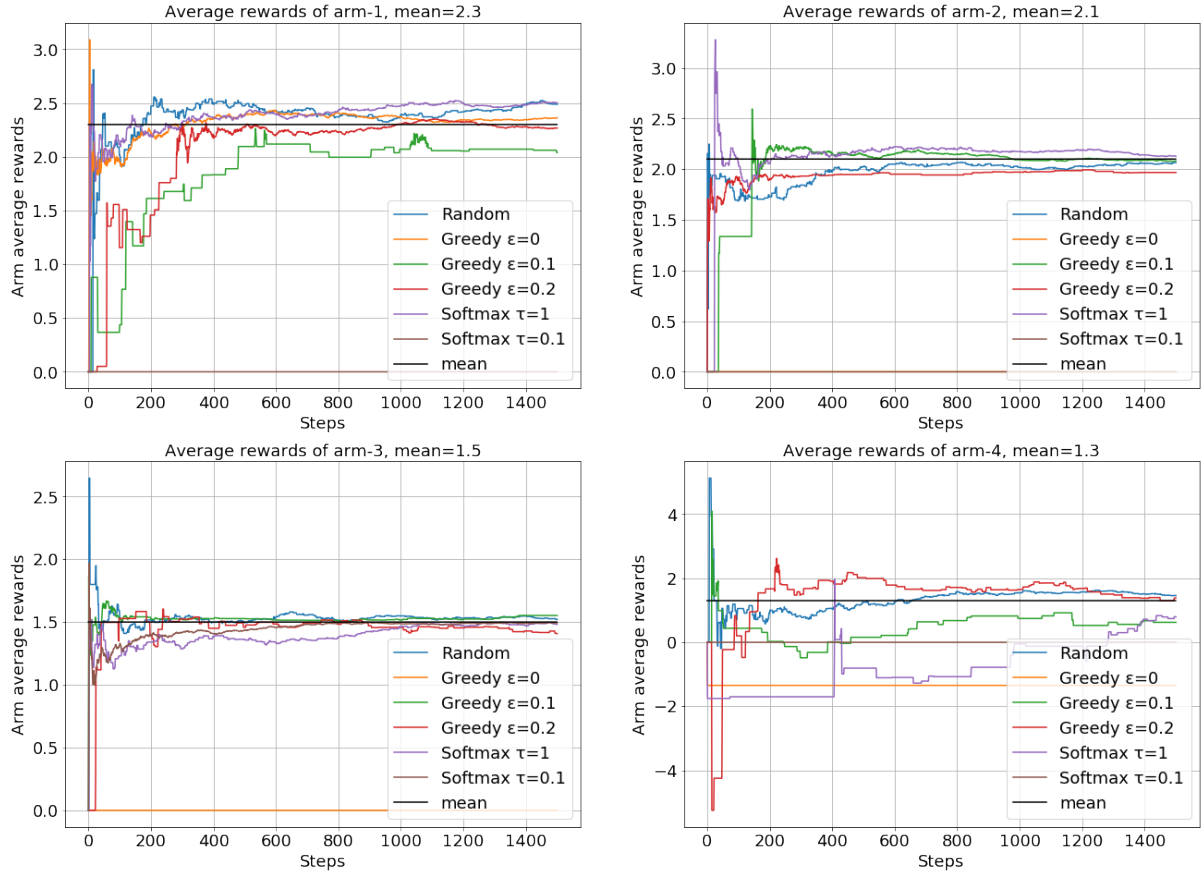 Average rewards of arm-1, mean=2.3
Arm average rewards
3.0
2.5
2.0
1.5
1.0
0.5
0.0
Random
Greedy ε=0
Greedy ε=0.1
Greedy ε=0.2
Softmax τ=1
Softmax τ=0.1
mean
0 200 400 600 800 1000 1200 1400
Steps
Average rewards of arm-2, mean=2.1
Arm average rewards
3.0
2.5
2.0
1.5
1.0
0.5
0.0
Random
Greedy ε=0
Greedy ε=0.1
Greedy ε=0.2
Softmax τ=1
Softmax τ=0.1
mean
0 200 400 600 800 1000 1200 1400
Steps
Average rewards of arm-3, mean=1.5
Arm average rewards
2.5
2.0
1.5
1.0
0.5
0.0
Random
Greedy ε=0
Greedy ε=0.1
Greedy ε=0.2
Softmax τ=1
Softmax τ=0.1
mean
0 200 400 600 800 1000 1200 1400
Steps
Average rewards of arm-4, mean=1.3
Arm average rewards
4
2
0
−2
−4
Random
Greedy ε=0
Greedy ε=0.1
Greedy ε=0.2
Softmax τ=1
Softmax τ=0.1
mean
0 200 400 600 800 1000 1200 1400
Steps